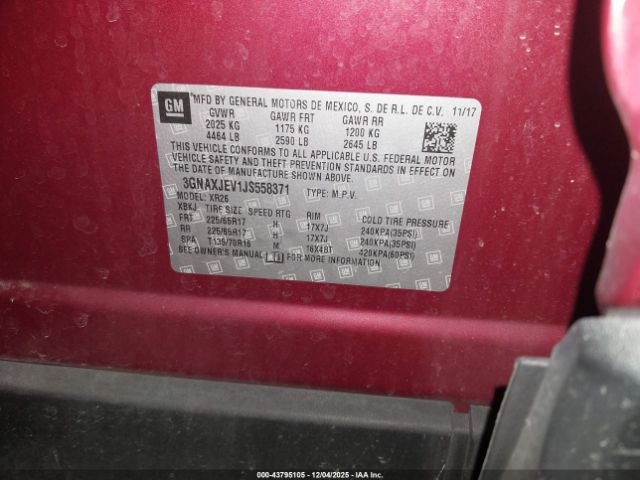 GM
*MFD BY GENERAL MOTORS DE MEXICO, S. DE R.L. DE C.V. 11/17
GVWR GAWR FRT GAWR RR
2025 KG 1175 KG 1200 KG
4464 LB 2590 LB 2645 LB
THIS VEHICLE CONFORMS TO ALL APPLICABLE U.S. FEDERAL MOTOR
VEHICLE SAFETY AND THEFT PREVENTION STANDARDS IN EFFECT ON
THE DATE OF MANUFACTURE SHOWN ABOVE.
3GNAXJEV1JS558371 TYPE: M.P.V.
MODEL: XR26
XBKJ TIRE SIZE SPEED RTG RIM COLD TIRE PRESSURE
FRT 225/65R17 H 17X7J 240KPA(35PSI)
RR 225/65R17 H 17X7J 240KPA(35PSI)
SPA T135/70R16 M 16X4BT 420KPA(60PSI)
SEE OWNER'S MANUAL FOR MORE INFORMATION.
000-43795105 - 12/04/2025 - IAAI.COM